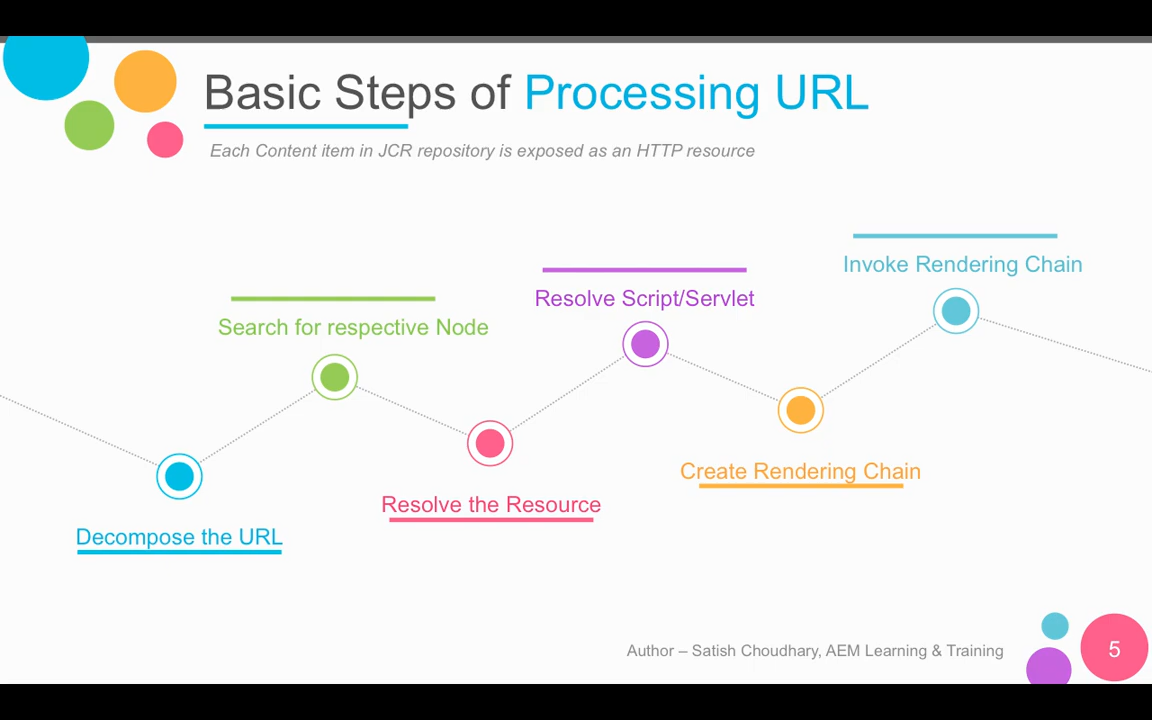 Basic Steps of Processing URL
Each Content item in JCR repository is exposed as an HTTP resource
Decompose the URL
Search for respective Node
Resolve the Resource
Resolve Script/Servlet
Create Rendering Chain
Invoke Rendering Chain
Author – Satish Choudhary, AEM Learning & Training
5